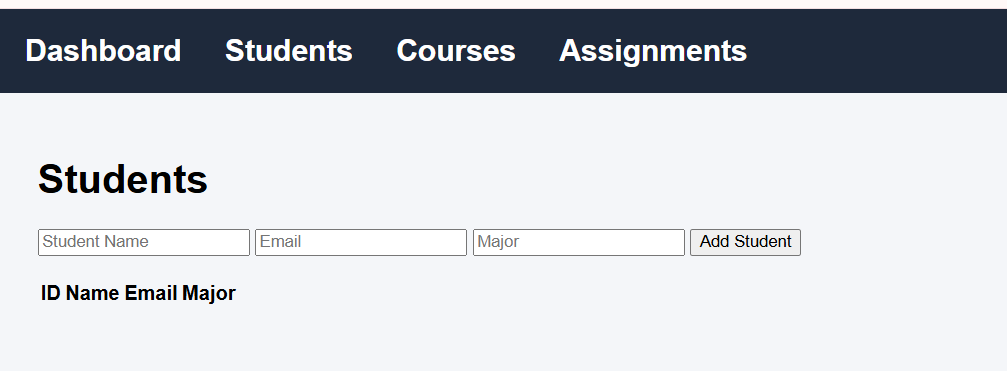 Dashboard Students Courses Assignments
Students
Student Name Email Major Add Student
ID Name Email Major